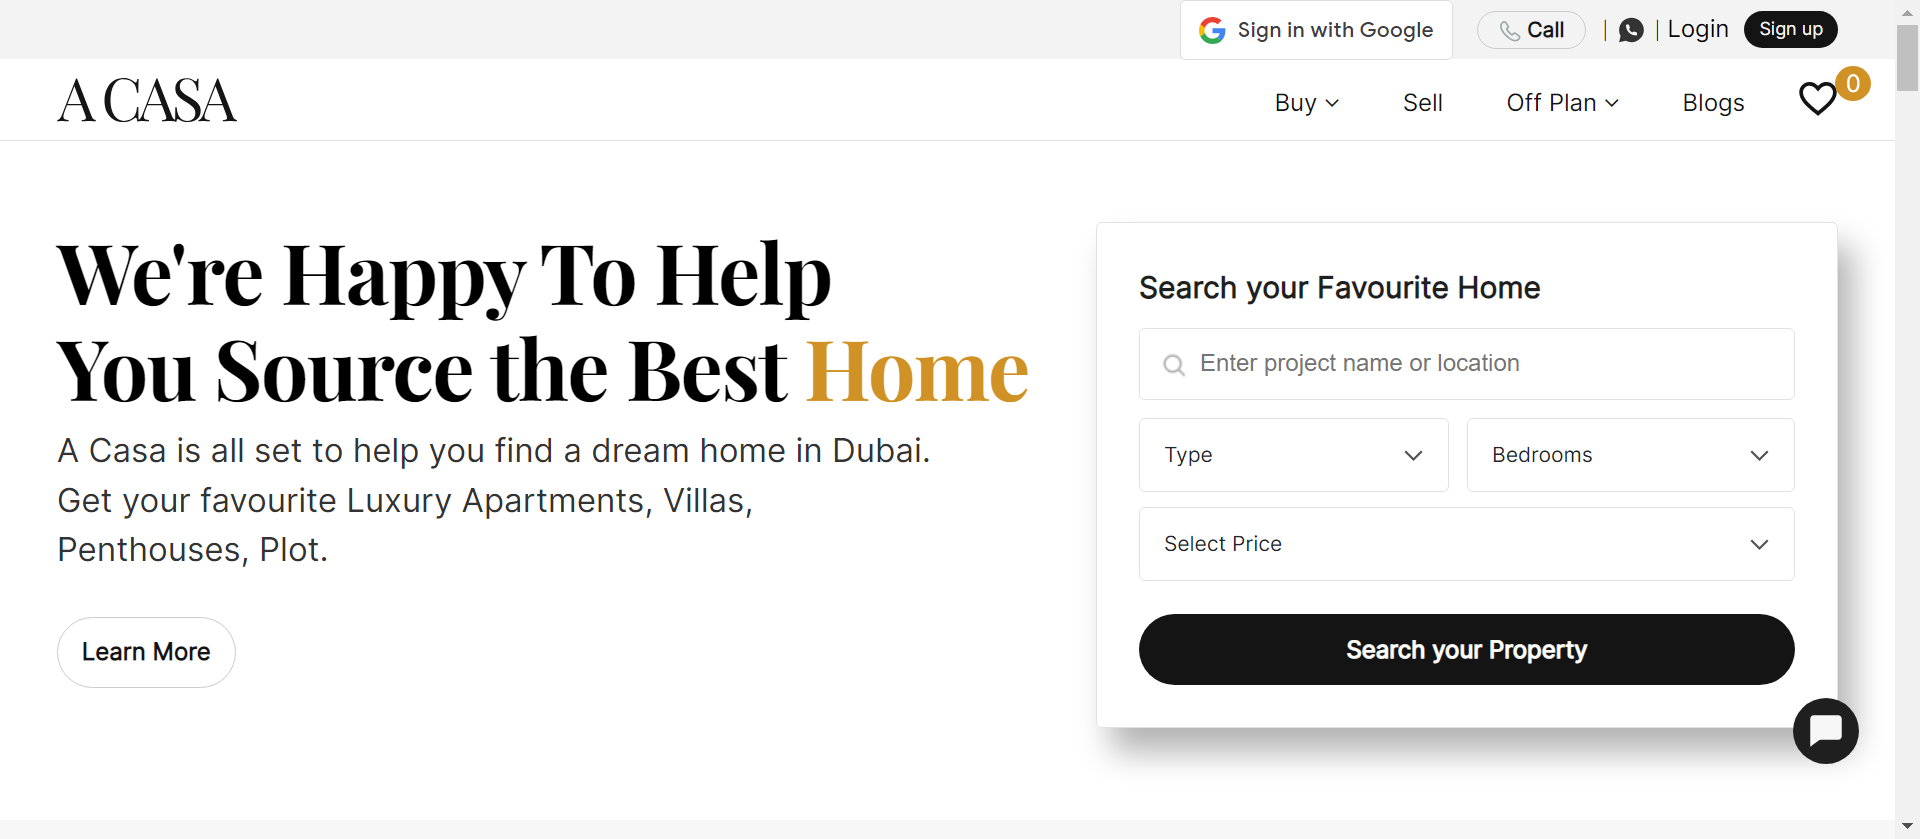 Sign in with Google
Call
Login
Sign up
A CASA
Buy
Sell
Off Plan
Blogs
0
We're Happy To Help
You Source the Best Home
A Casa is all set to help you find a dream home in Dubai.
Get your favourite Luxury Apartments, Villas,
Penthouses, Plot.
Learn More
Search your Favourite Home
Enter project name or location
Type
Bedrooms
Select Price
Search your Property